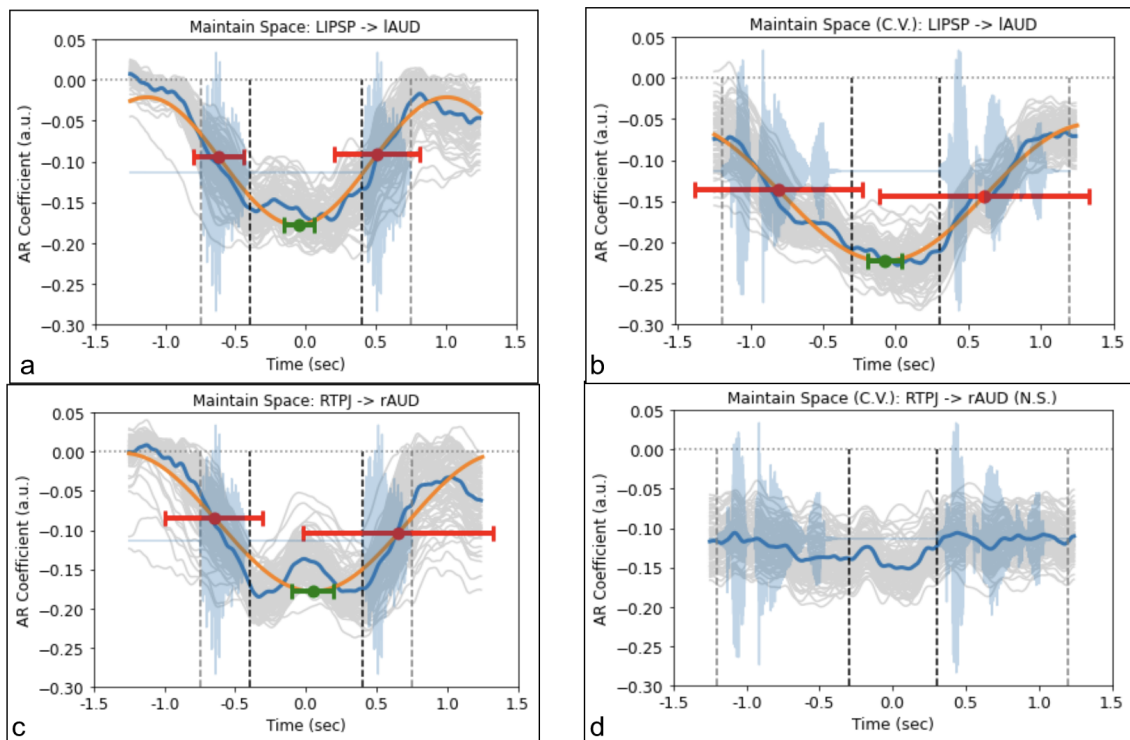 Maintain Space: LIPSP -> lAUD
0.05
0.00
−0.05
−0.10
−0.15
−0.20
−0.25
−0.30
AR Coefficient (a.u.)
-1.5 -1.0 -0.5 0.0 0.5 1.0 1.5
Time (sec)
a
Maintain Space (C.V.): LIPSP -> lAUD
0.05
0.00
−0.05
−0.10
−0.15
−0.20
−0.25
−0.30
AR Coefficient (a.u.)
-1.5 -1.0 -0.5 0.0 0.5 1.0 1.5
Time (sec)
b
Maintain Space: RTPJ -> rAUD
0.05
0.00
−0.05
−0.10
−0.15
−0.20
−0.25
−0.30
AR Coefficient (a.u.)
-1.5 -1.0 -0.5 0.0 0.5 1.0 1.5
Time (sec)
c
Maintain Space (C.V.): RTPJ -> rAUD (N.S.)
0.05
0.00
−0.05
−0.10
−0.15
−0.20
−0.25
−0.30
AR Coefficient (a.u.)
-1.5 -1.0 -0.5 0.0 0.5 1.0 1.5
Time (sec)
d